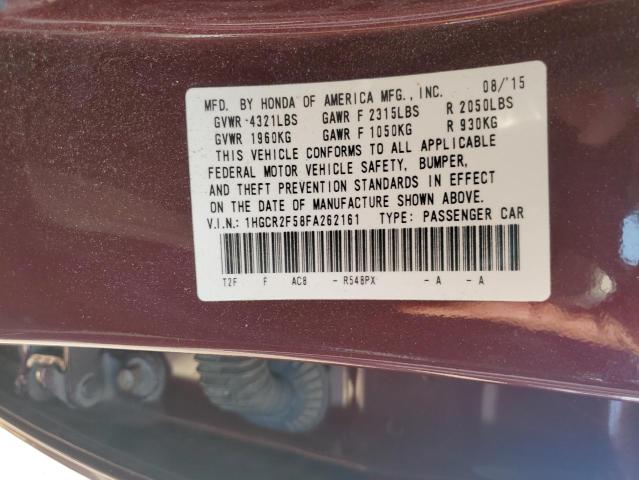 MFD. BY HONDA OF AMERICA MFG., INC. 08/'15
GVWR 4321LBS GAWR F 2315LBS R 2050LBS
GVWR 1960KG GAWR F 1050KG R 930KG
THIS VEHICLE CONFORMS TO ALL APPLICABLE
FEDERAL MOTOR VEHICLE SAFETY, BUMPER,
AND THEFT PREVENTION STANDARDS IN EFFECT
ON THE DATE OF MANUFACTURE SHOWN ABOVE.
V.I.N.: 1HGCR2F58FA262161 TYPE: PASSENGER CAR
T2F F AC8 - R548PX - A - A